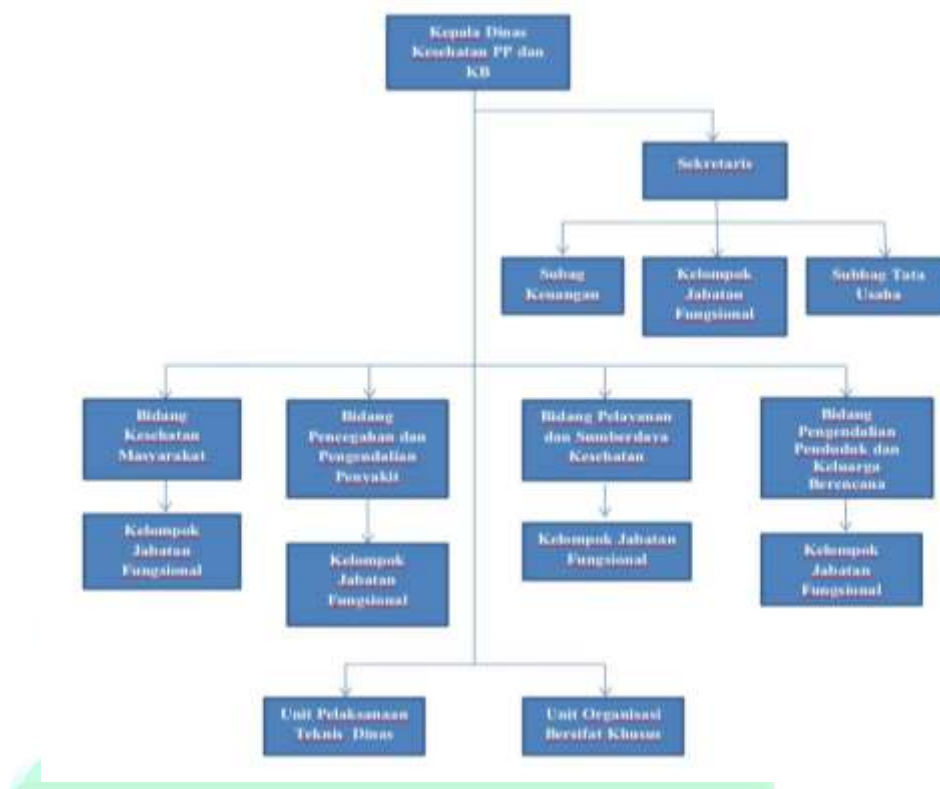 Kepala Dinas
Kesehatan PP dan
KB
Sekretaris
Subag
Keuangan
Kelompok
Jabatan
Fungsional
Subbag Tata
Usaha
Bidang
Kesehatan
Masyarakat
Bidang
Pencegahan dan
Pengendalian
Penyakit
Bidang Pelayanan
dan Sumberdaya
Kesehatan
Bidang
Pengendalian
Penduduk dan
Keluarga
Berencana
Kelompok
Jabatan
Fungsional
Kelompok
Jabatan
Fungsional
Kelompok Jabatan
Fungsional
Kelompok
Jabatan
Fungsional
Unit Pelaksanaan
Teknis Dinas
Unit Organisasi
Bersifat Khusus